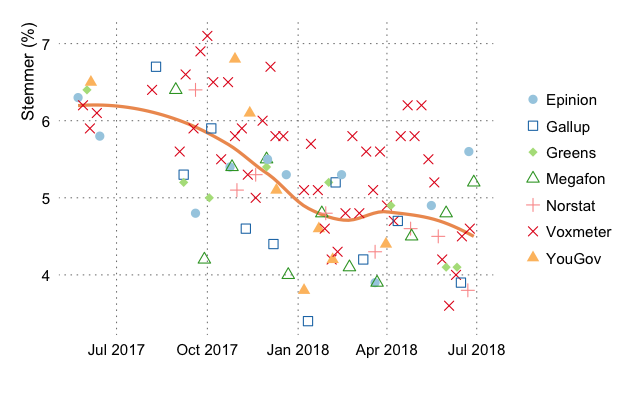 Stemmer (%)
7
6
5
4
Jul 2017
Oct 2017
Jan 2018
Apr 2018
Jul 2018
Epinion
Gallup
Greens
Megafon
Norstat
Voxmeter
YouGov